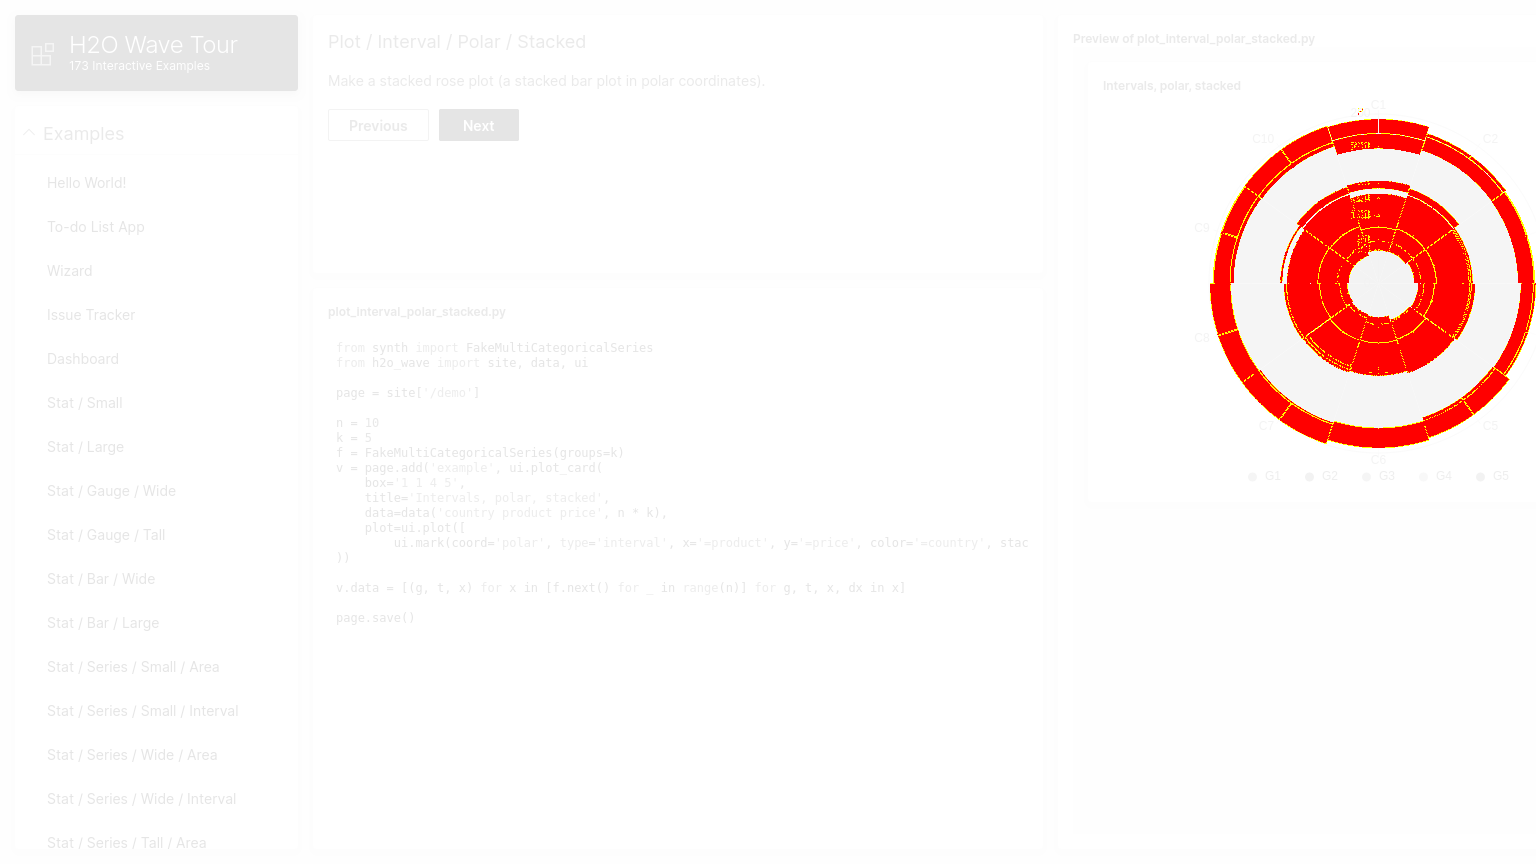 H2O Wave Tour
173 Interactive Examples
Examples
Hello World!
To-do List App
Wizard
Issue Tracker
Dashboard
Stat / Small
Stat / Large
Stat / Gauge / Wide
Stat / Gauge / Tall
Stat / Bar / Wide
Stat / Bar / Large
Stat / Series / Small / Area
Stat / Series / Small / Interval
Stat / Series / Wide / Area
Stat / Series / Wide / Interval
Stat / Series / Tall / Area
Plot / Interval / Polar / Stacked
Make a stacked rose plot (a stacked bar plot in polar coordinates).
Previous Next
plot_interval_polar_stacked.py
from synth import FakeMultiCategoricalSeries
from h2o_wave import site, data, ui
page = site['/demo']
n = 10
k = 5
f = FakeMultiCategoricalSeries(groups=k)
v = page.add('example', ui.plot_card(
    box='1 1 4 5',
    title='Intervals, polar, stacked',
    data=data('country product price', n * k),
    plot=ui.plot([
        ui.mark(coord='polar', type='interval', x='=product', y='=price', color='=country', stac
))
v.data = [(g, t, x) for x in [f.next() for _ in range(n)] for g, t, x, dx in x]
page.save()
Preview of plot_interval_polar_stacked.py
Intervals, polar, stacked
C1
C10
C2
C9
C8
C7
C5
C6
G1 G2 G3 G4 G5